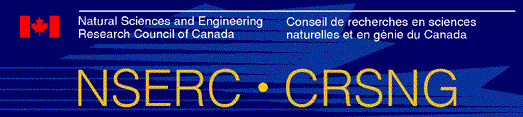 Natural Sciences and Engineering
Research Council of Canada
Conseil de recherches en sciences
naturelles et en génie du Canada
NSERC • CRSNG